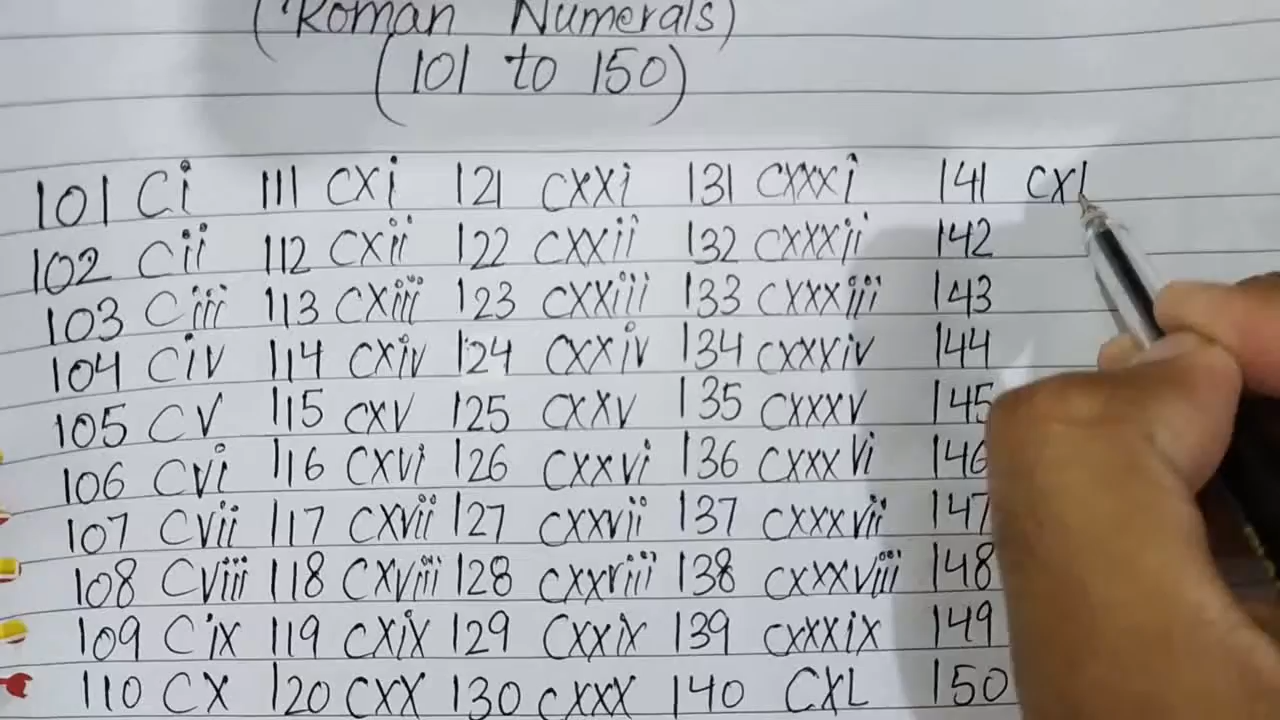 (Roman Numerals)
(101 to 150)
101 Ci 111 CXi 121 CXXi 131 CXXXi 141 CXl
102 Cii 112 CXii 122 CXXii 132 CXXXii 142
103 Ciii 113 CXiii 123 CXXiii 133 CXXXiii 143
104 Civ 114 CXiv 124 CXXiv 134 CXXXiv 144
105 CV 115 CXV 125 CXXV 135 CXXXV 145
106 CVi 116 CXVi 126 CXXVi 136 CXXXVi 146
107 CVii 117 CXVii 127 CXXVii 137 CXXXVii 147
108 CViii 118 CXViii 128 CXXViii 138 CXXXViii 148
109 CiX 119 CXiX 129 CXXiX 139 CXXXiX 149
110 CX 120 CXX 130 CXXX 140 CXL 150